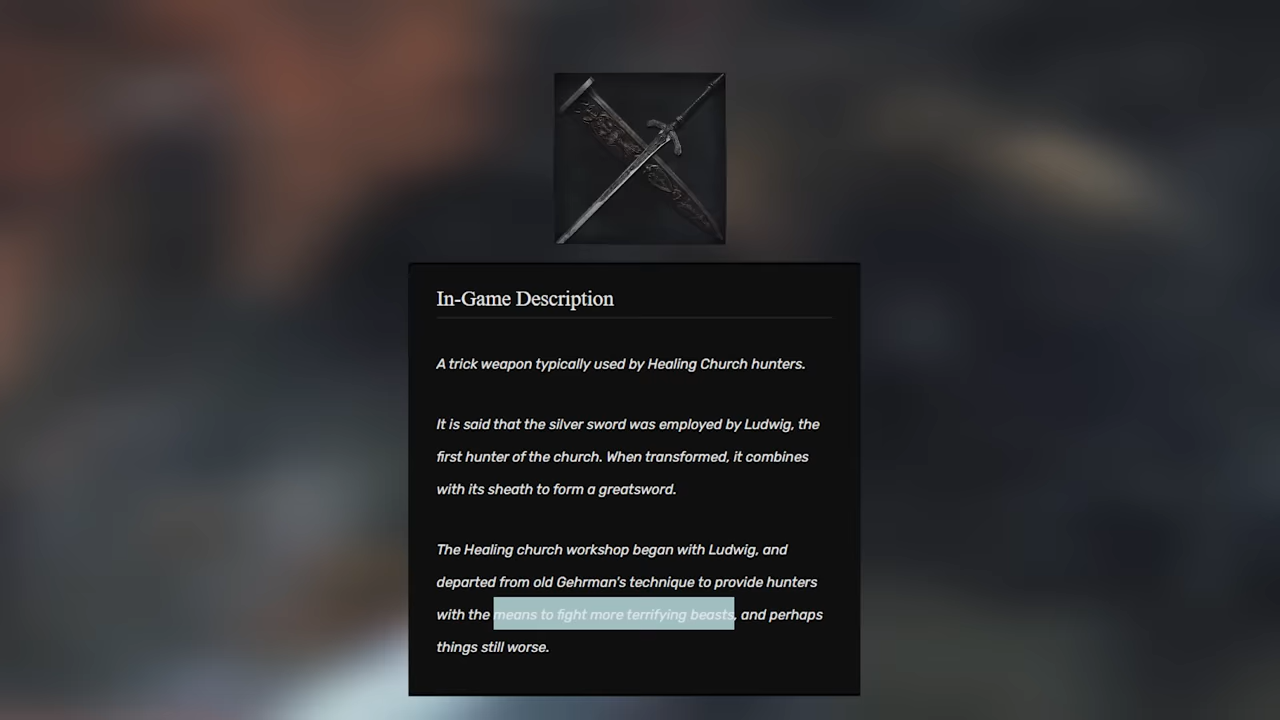 In-Game Description
A trick weapon typically used by Healing Church hunters.
It is said that the silver sword was employed by Ludwig, the
first hunter of the church. When transformed, it combines
with its sheath to form a greatsword.
The Healing church workshop began with Ludwig, and
departed from old Gehrman's technique to provide hunters
with the means to fight more terrifying beasts, and perhaps
things still worse.